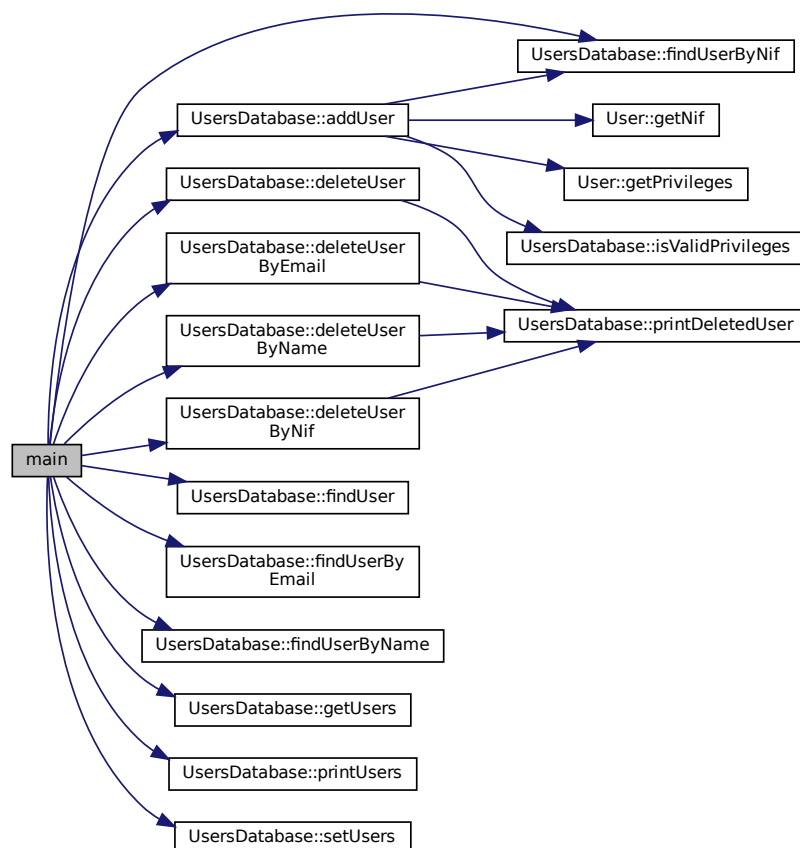 UsersDatabase::findUserByNif
UsersDatabase::addUser
User::getNif
UsersDatabase::deleteUser
User::getPrivileges
UsersDatabase::deleteUser
ByEmail
UsersDatabase::isValidPrivileges
UsersDatabase::deleteUser
ByName
UsersDatabase::printDeletedUser
UsersDatabase::deleteUser
ByNif
main
UsersDatabase::findUser
UsersDatabase::findUserBy
Email
UsersDatabase::findUserByName
UsersDatabase::getUsers
UsersDatabase::printUsers
UsersDatabase::setUsers